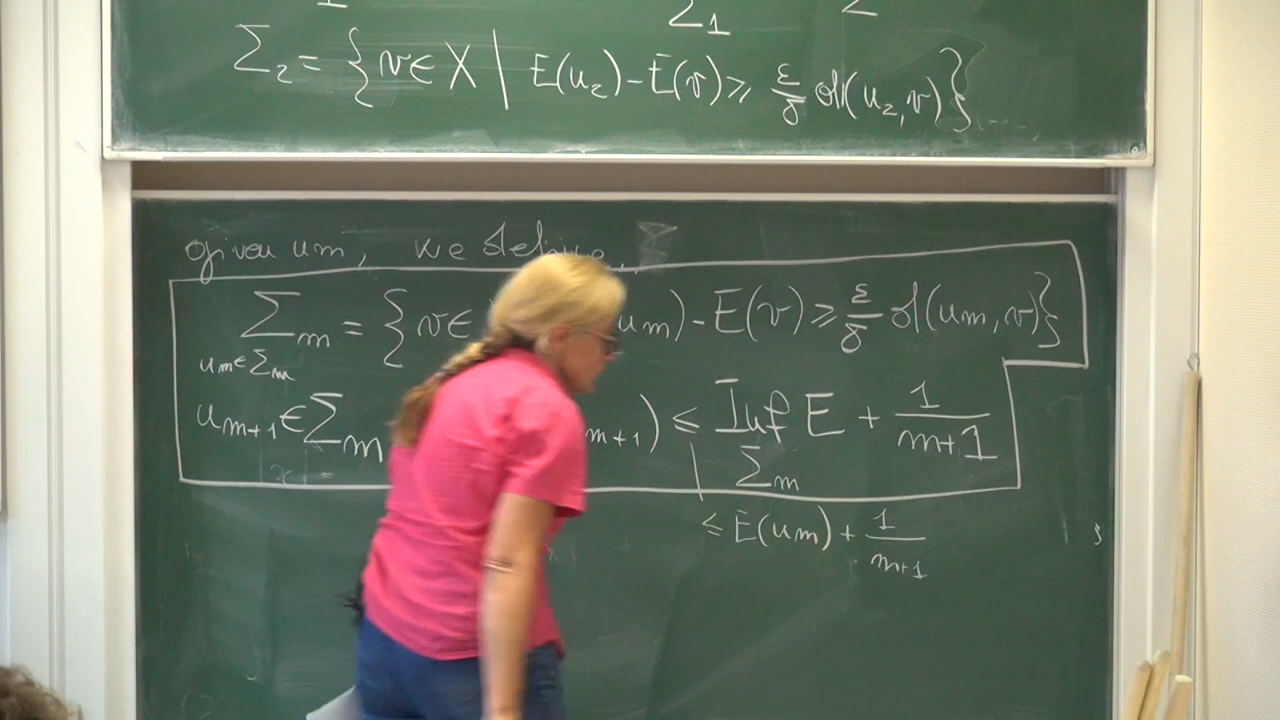 Σ₁
Σ₂ = { v ∈ X | E(u₂) - E(v) ≥ ε/δ d(u₂, v) } ....
given um, we define
Σm = { v ∈ um) - E(v) ≥ ε/δ d(um, v) }
um ∈ Σm
um+1 ∈ Σm m+1) ≤ Inf E + 1/(m+1)
Σm
≤ E(um) + 1/(m+1)